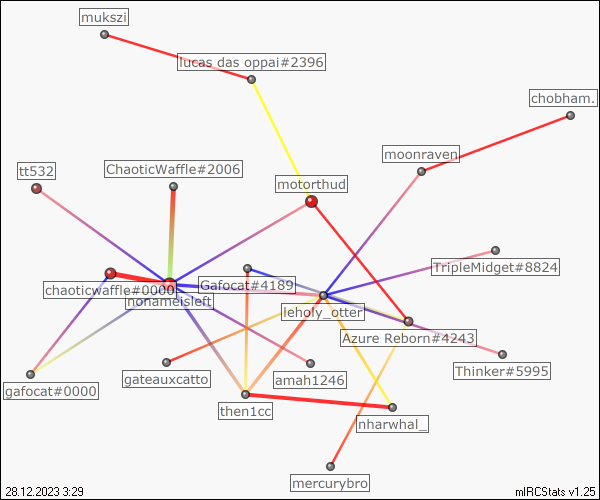 mukszi
lucas das oppai#2396
chobham.
moonraven
tt532
ChaoticWaffle#2006
motorthud
TripleMidget#8824
chaoticwaffle#0000
Gafocat#4189
nonameisleft
leholy_otter
Azure Reborn#4243
gafocat#0000
gateauxcatto
amah1246
Thinker#5995
then1cc
nharwhal_
mercurybro
28.12.2023 3:29
mIRCStats v1.25